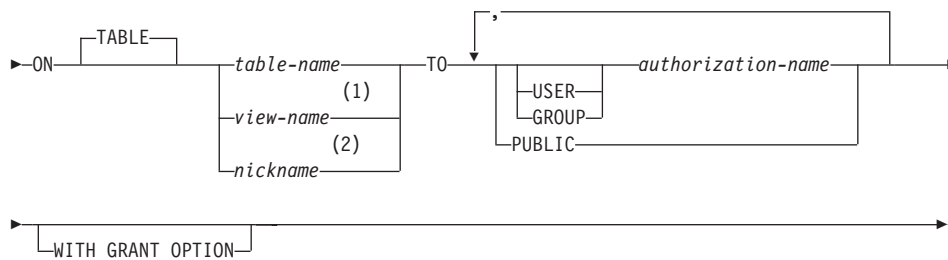 ,
TABLE
ON table-name TO authorization-name
(1) USER
view-name GROUP
(2) PUBLIC
nickname
WITH GRANT OPTION